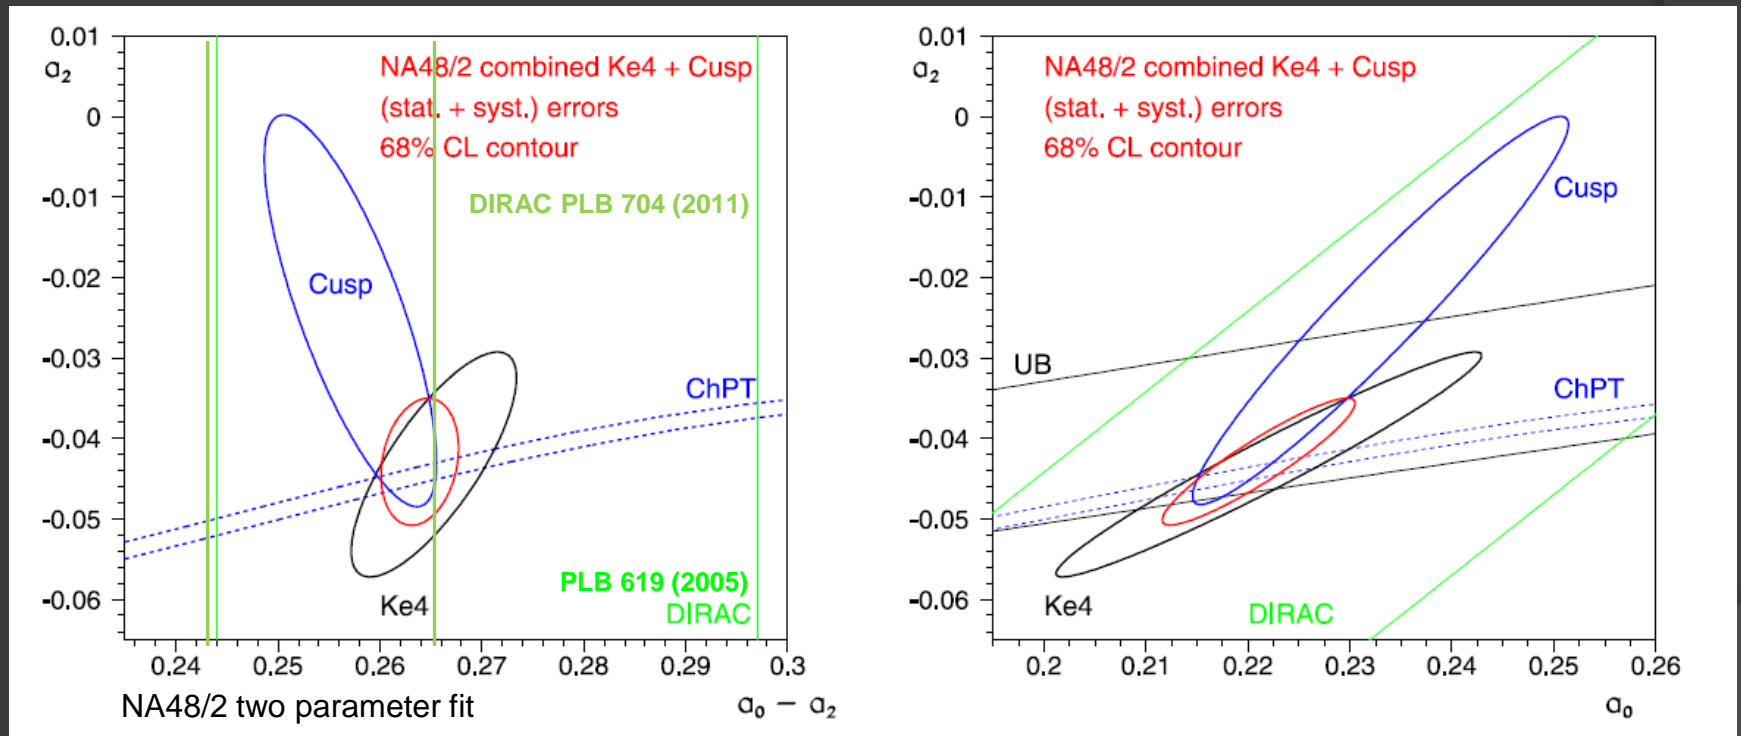 0.01
a₂
0
-0.01
-0.02
-0.03
-0.04
-0.05
-0.06
NA48/2 combined Ke4 + Cusp
(stat. + syst.) errors
68% CL contour
DIRAC PLB 704 (2011)
Cusp
ChPT
PLB 619 (2005)
Ke4
DIRAC
0.24 0.25 0.26 0.27 0.28 0.29 0.3
NA48/2 two parameter fit
a₀ – a₂
0.01
a₂
0
-0.01
-0.02
-0.03
-0.04
-0.05
-0.06
NA48/2 combined Ke4 + Cusp
(stat. + syst.) errors
68% CL contour
Cusp
UB
ChPT
Ke4
DIRAC
0.2 0.21 0.22 0.23 0.24 0.25 0.26
a₀